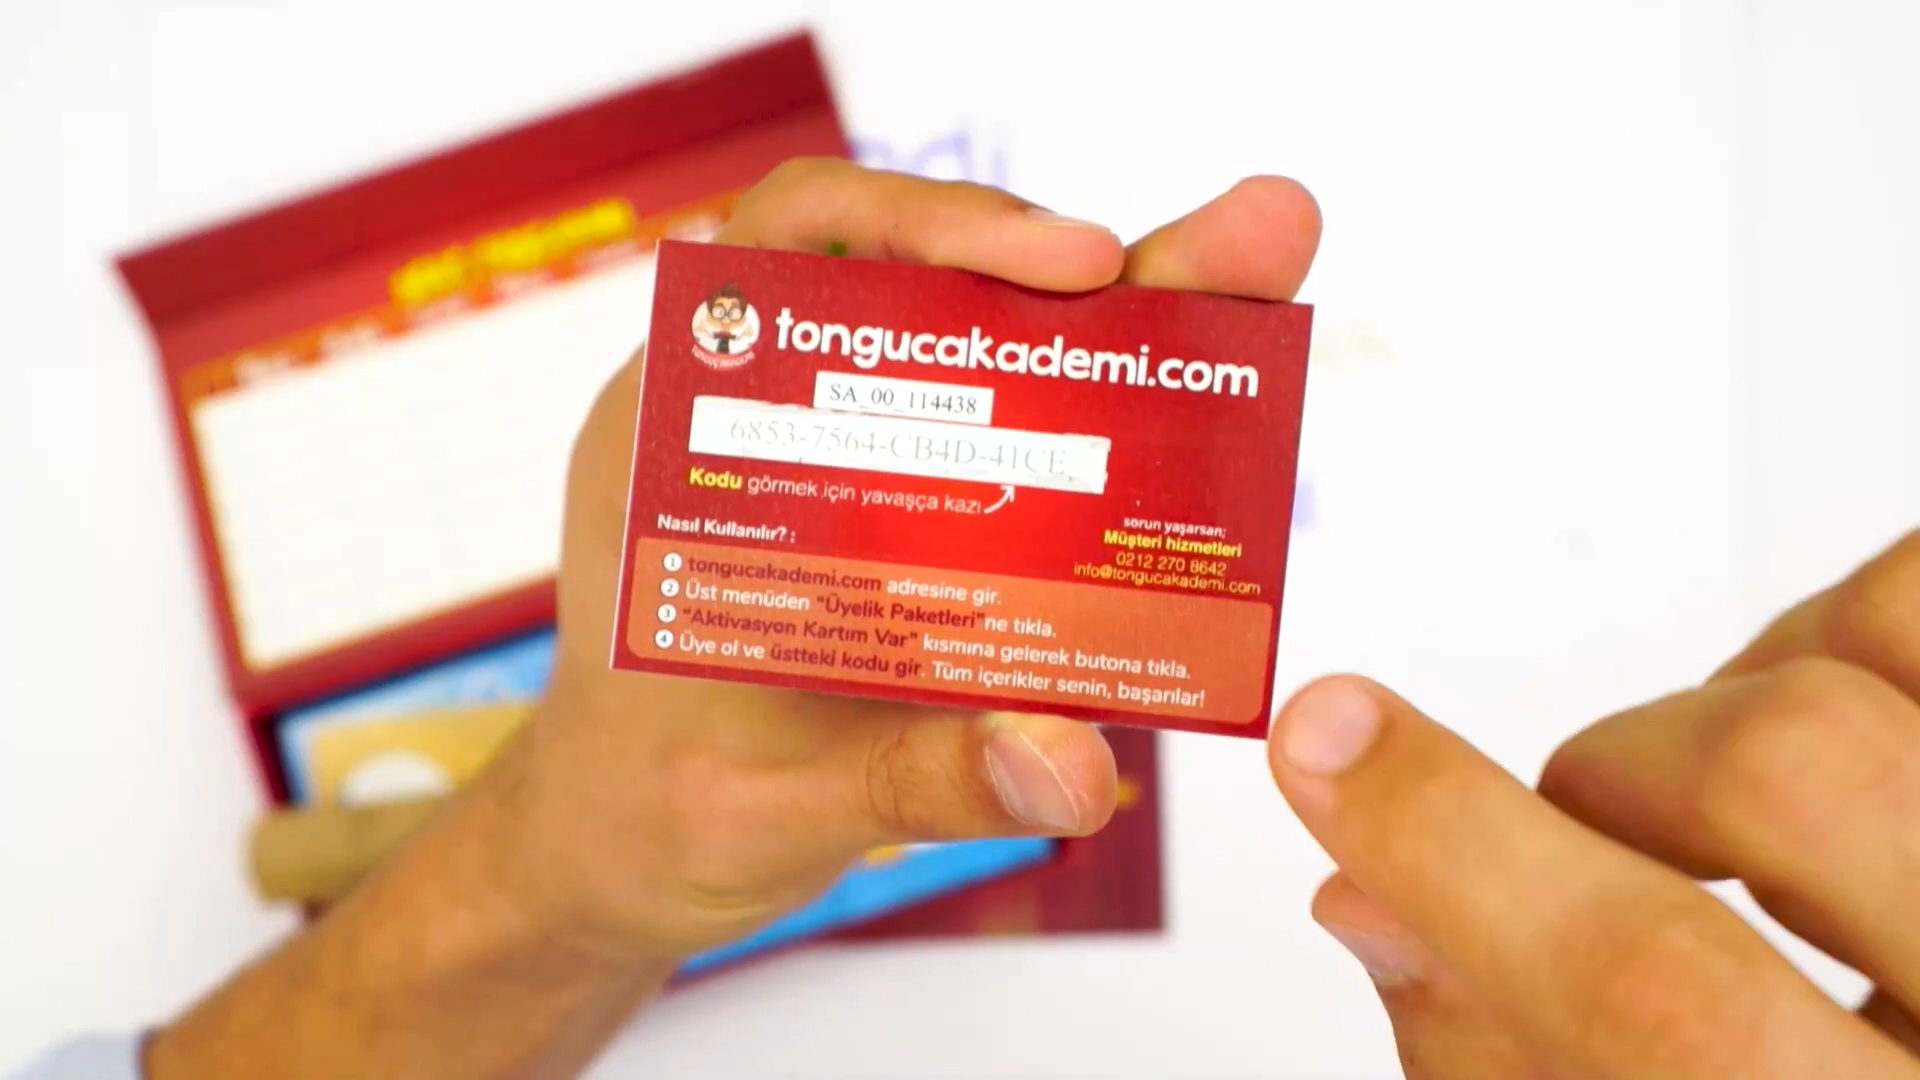 tongucakademi.com
SA_00_114438
6853-7564-CB4D-41CE
Kodu görmek için yavaşça kazı
sorun yaşarsan;
Müşteri hizmetleri
0212 270 8642
info@tongucakademi.com
Nasıl Kullanılır? :
1 tongucakademi.com adresine gir.
2 Üst menüden "Üyelik Paketleri"ne tıkla.
3 "Aktivasyon Kartım Var" kısmına gelerek butona tıkla.
4 Üye ol ve üstteki kodu gir. Tüm içerikler senin, başarılar!